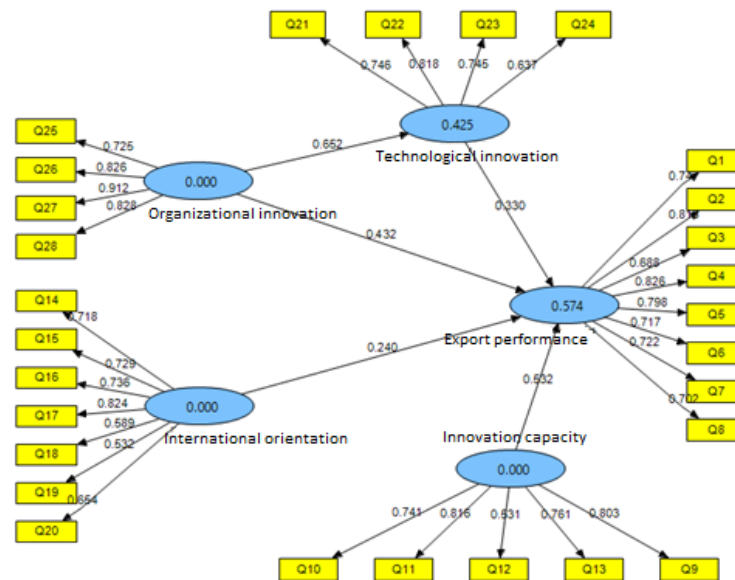 Q21
Q22
Q23
Q24
0.746
0.818
0.745
0.637
0.425
Technological innovation
Q25
Q26
Q27
Q28
0.725
0.826
0.912
0.828
0.000
Organizational innovation
0.652
0.432
0.330
Q1
Q2
Q3
Q4
Q5
Q6
Q7
Q8
0.688
0.826
0.798
0.717
0.722
0.702
0.574
Export performance
Q14
Q15
Q16
Q17
Q18
Q19
Q20
0.718
0.729
0.736
0.824
0.589
0.532
0.654
0.000
International orientation
0.240
0.532
Innovation capacity
0.000
0.741
0.816
0.531
0.761
0.803
Q10
Q11
Q12
Q13
Q9